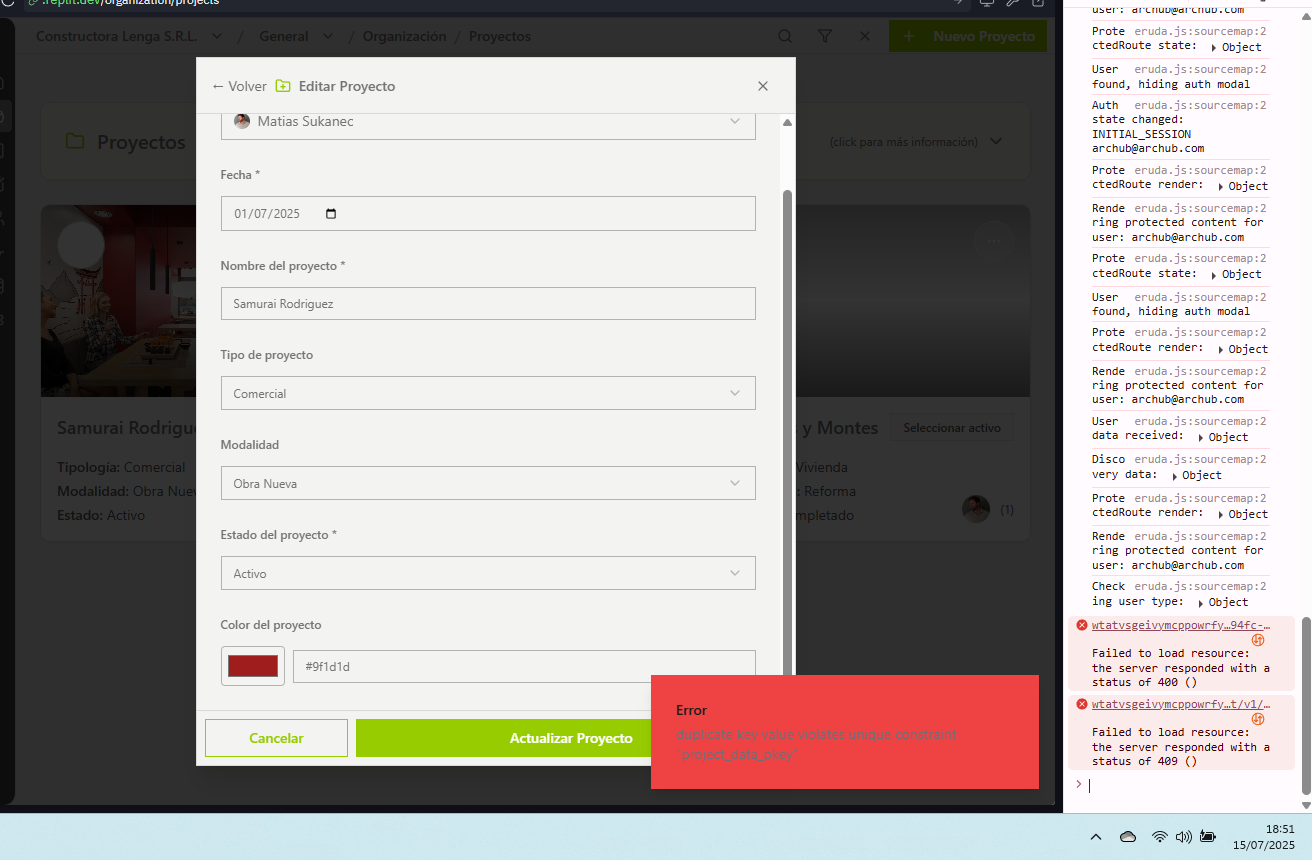 .replit.dev/organization/projects
Constructora Lenga S.R.L. / General / Organización / Proyectos
+ Nuevo Proyecto
← Volver Editar Proyecto
Proyectos
(click para más información)
Matias Sukanec
Fecha *
01/07/2025
Nombre del proyecto *
Samurai Rodriguez
Tipo de proyecto
Comercial
Modalidad
Obra Nueva
Estado del proyecto *
Activo
Color del proyecto
#9f1d1d
Cancelar
Actualizar Proyecto
Samurai Rodrigu
Tipología: Comercial
Modalidad: Obra Nuev
Estado: Activo
y Montes
Seleccionar activo
Vivienda
: Reforma
mpletado
(1)
Error
duplicate key value violates unique constraint
"project_data_pkey"
user: archub@archub.com
Prote eruda.js:sourcemap:2
ctedRoute state: Object
User eruda.js:sourcemap:2
found, hiding auth modal
Auth eruda.js:sourcemap:2
state changed:
INITIAL_SESSION
archub@archub.com
Prote eruda.js:sourcemap:2
ctedRoute render: Object
Rende eruda.js:sourcemap:2
ring protected content for
user: archub@archub.com
Prote eruda.js:sourcemap:2
ctedRoute state: Object
User eruda.js:sourcemap:2
found, hiding auth modal
Prote eruda.js:sourcemap:2
ctedRoute render: Object
Rende eruda.js:sourcemap:2
ring protected content for
user: archub@archub.com
User eruda.js:sourcemap:2
data received: Object
Disco eruda.js:sourcemap:2
very data: Object
Prote eruda.js:sourcemap:2
ctedRoute render: Object
Rende eruda.js:sourcemap:2
ring protected content for
user: archub@archub.com
Check eruda.js:sourcemap:2
ing user type: Object
wtatvsgeivymcppowrfy…94fc-…
Failed to load resource:
the server responded with a
status of 400 ()
wtatvsgeivymcppowrfy…t/v1/…
Failed to load resource:
the server responded with a
status of 409 ()
18:51
15/07/2025